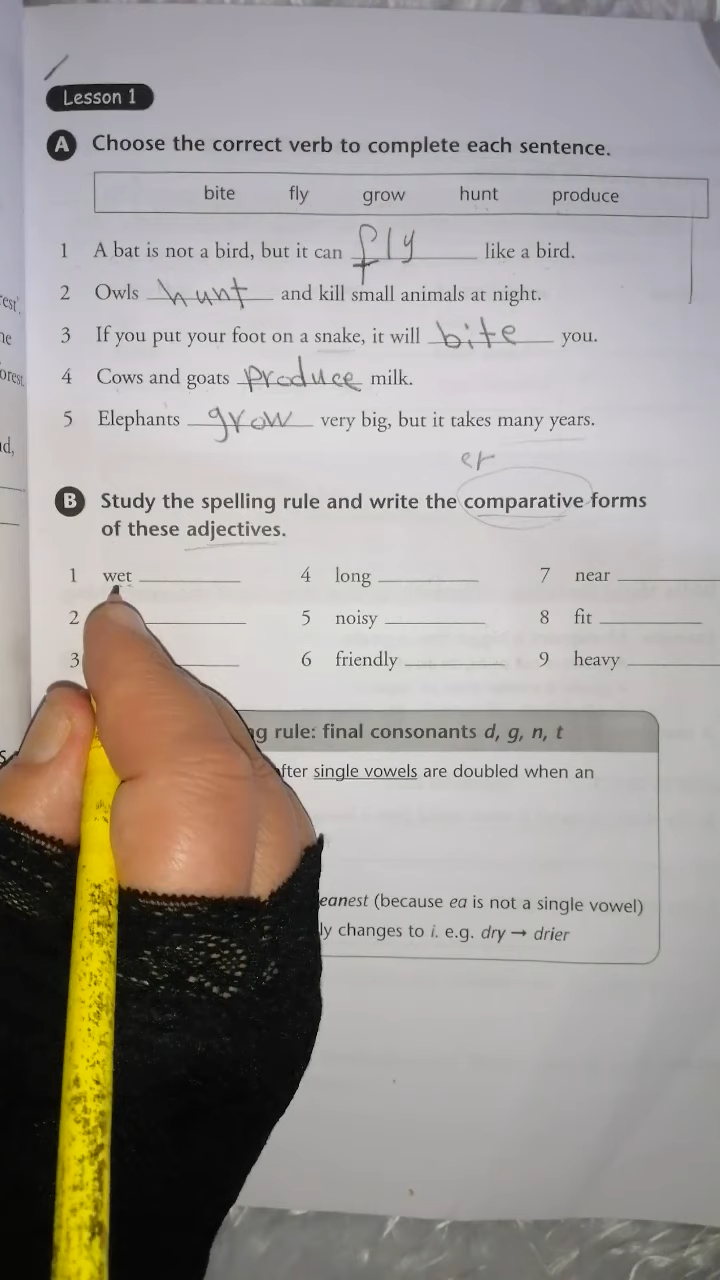 Lesson 1
A Choose the correct verb to complete each sentence.
bite fly grow hunt produce
1 A bat is not a bird, but it can fly like a bird.
2 Owls hunt and kill small animals at night.
3 If you put your foot on a snake, it will bite you.
4 Cows and goats produce milk.
5 Elephants grow very big, but it takes many years.
er
B Study the spelling rule and write the comparative forms
of these adjectives.
1 wet 4 long 7 near
2 5 noisy 8 fit
3 6 friendly 9 heavy
rule: final consonants d, g, n, t
single vowels are doubled when an
(because ea is not a single vowel)
changes to i. e.g. dry → drier